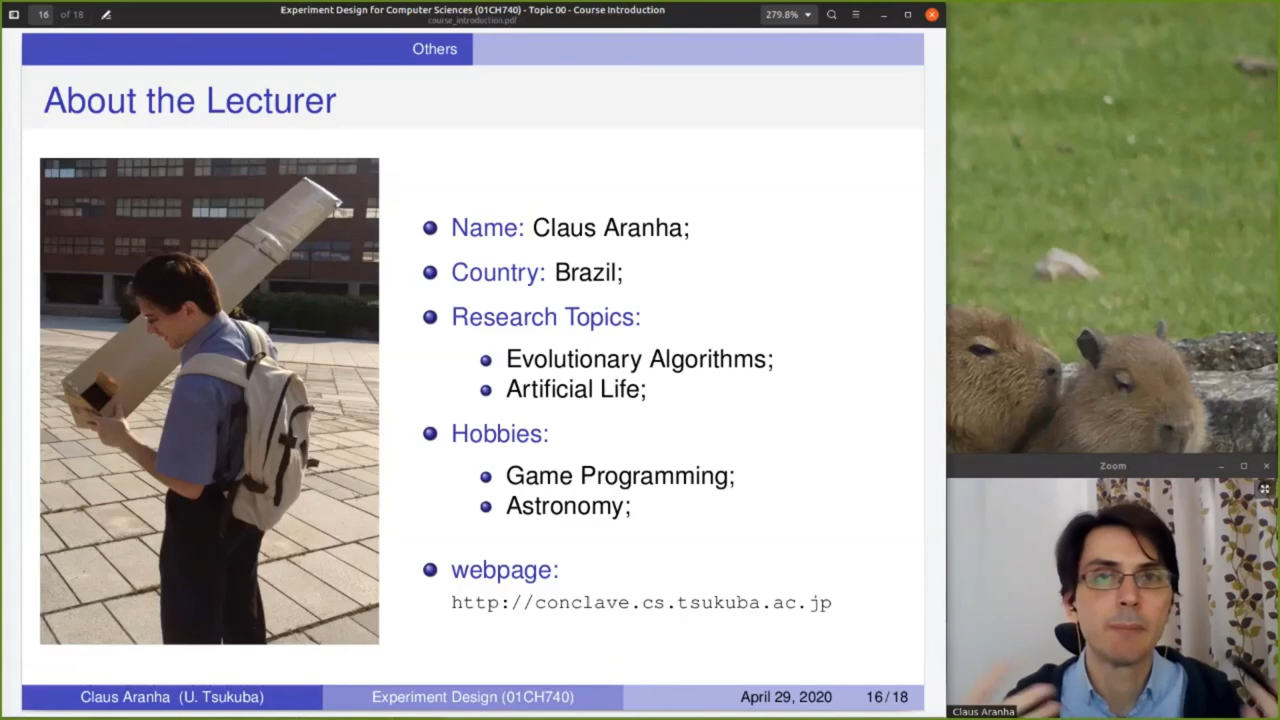 16 of 18
Experiment Design for Computer Sciences (01CH740) - Topic 00 - Course Introduction
course_introduction.pdf
279.8%
Others
About the Lecturer
Name: Claus Aranha;
Country: Brazil;
Research Topics:
Evolutionary Algorithms;
Artificial Life;
Hobbies:
Game Programming;
Astronomy;
webpage:
http://conclave.cs.tsukuba.ac.jp
Claus Aranha (U. Tsukuba)
Experiment Design (01CH740)
April 29, 2020
16 / 18
Zoom
Claus Aranha